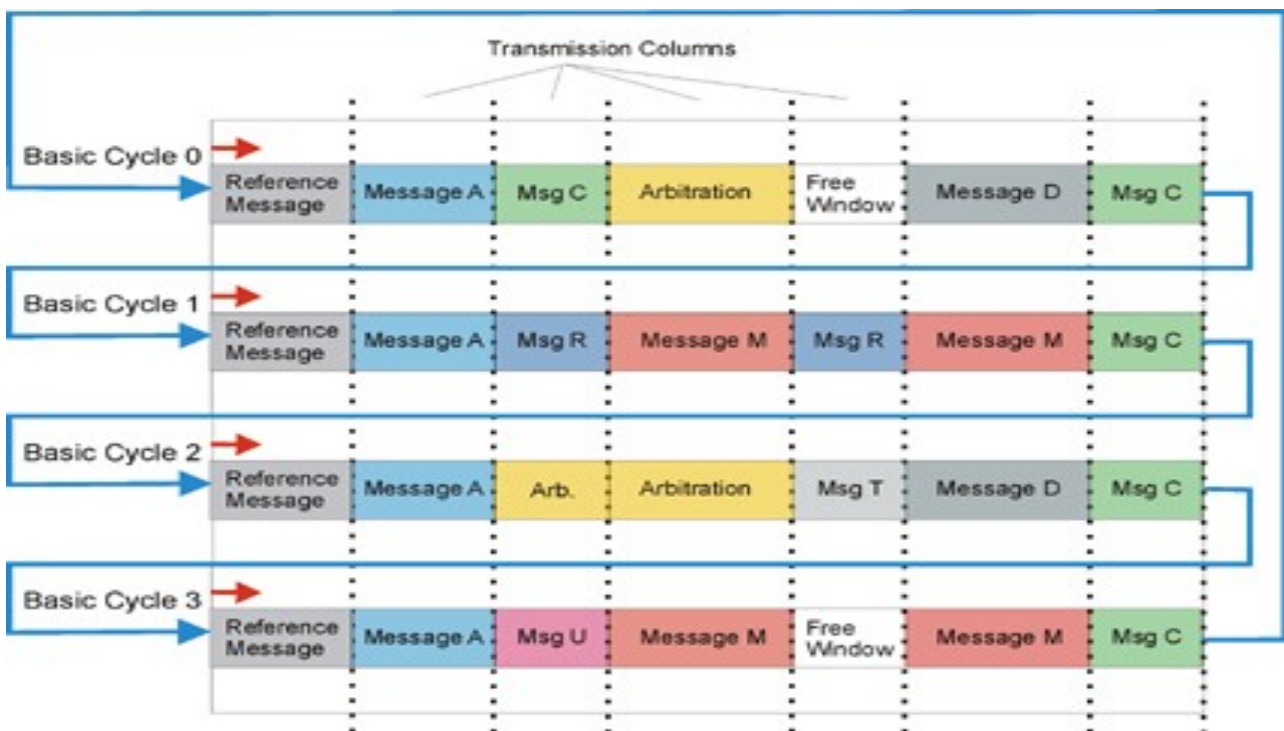 Transmission Columns
Basic Cycle 0
Reference
Message
Message A
Msg C
Arbitration
Free
Window
Message D
Msg C
Basic Cycle 1
Reference
Message
Message A
Msg R
Message M
Msg R
Message M
Msg C
Basic Cycle 2
Reference
Message
Message A
Arb.
Arbitration
Msg T
Message D
Msg C
Basic Cycle 3
Reference
Message
Message A
Msg U
Message M
Free
Window
Message M
Msg C